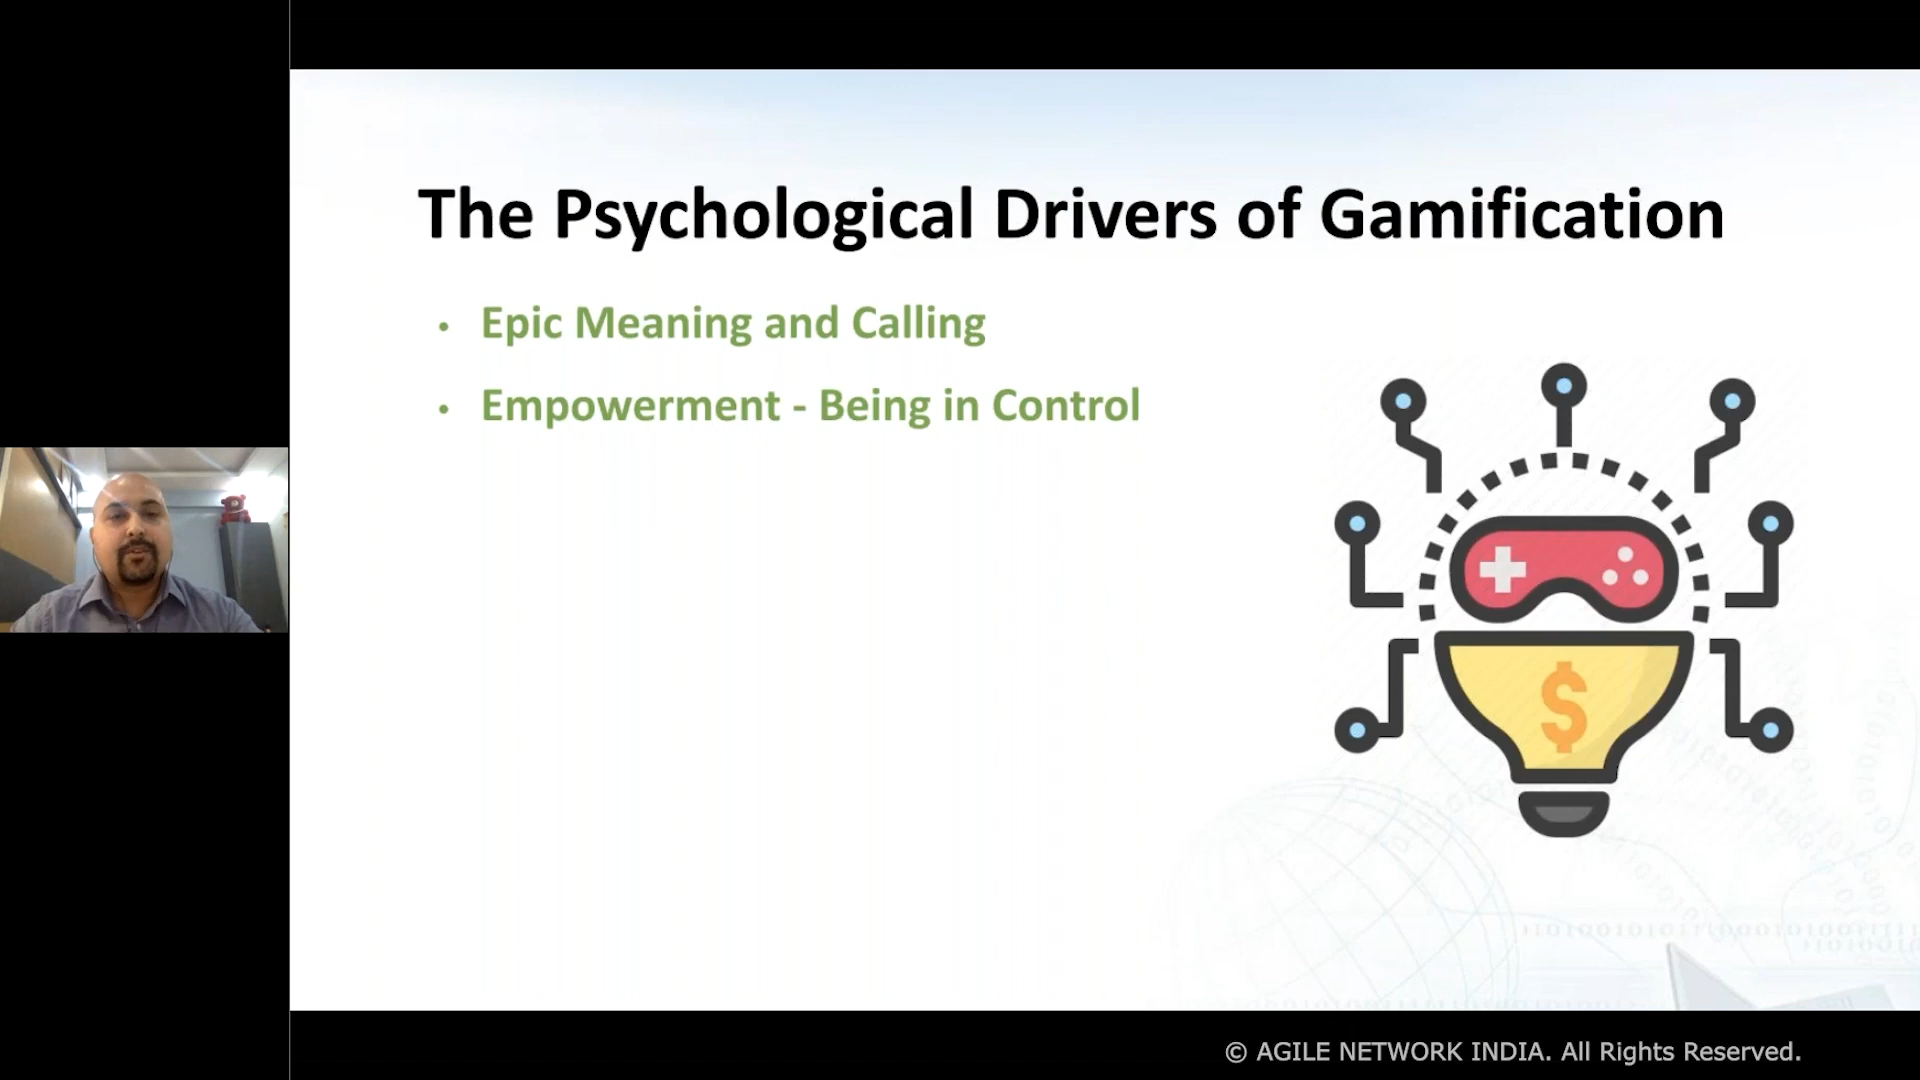 The Psychological Drivers of Gamification
• Epic Meaning and Calling
• Empowerment - Being in Control
$
© AGILE NETWORK INDIA. All Rights Reserved.